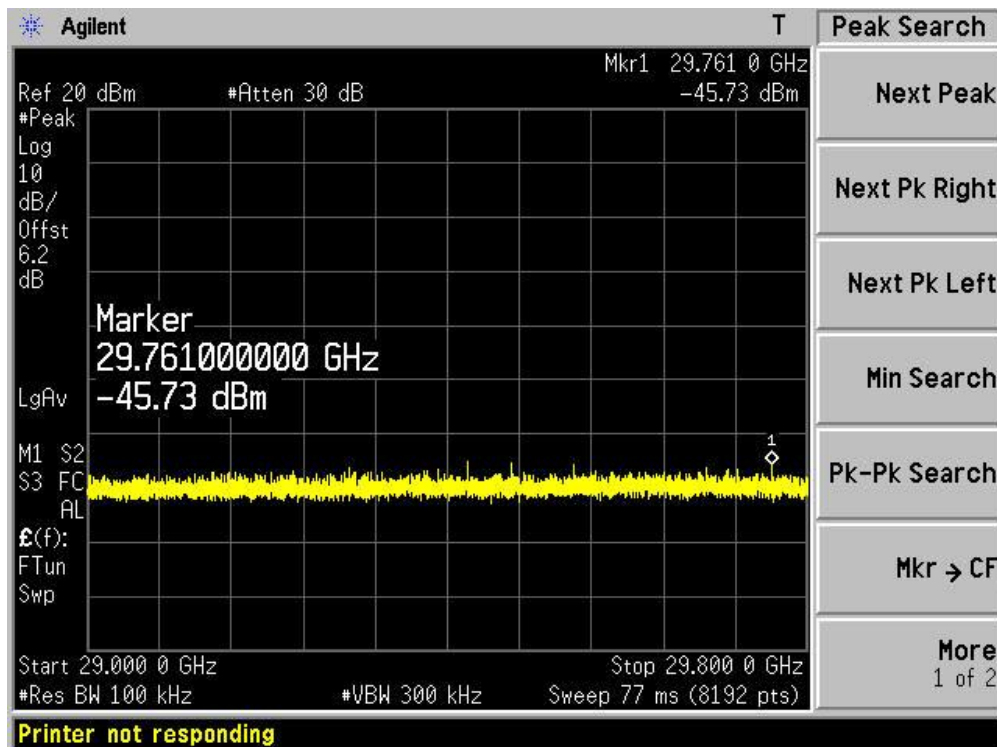 Agilent T
Peak Search
Mkr1 29.761 0 GHz
Ref 20 dBm #Atten 30 dB -45.73 dBm
#Peak
Log
10
dB/
Offst
6.2
dB
Marker
29.761000000 GHz
-45.73 dBm
LgAv
1
M1 S2
S3 FC
AL
£(f):
FTun
Swp
Start 29.000 0 GHz Stop 29.800 0 GHz
#Res BW 100 kHz #VBW 300 kHz Sweep 77 ms (8192 pts)
Printer not responding
Next Peak
Next Pk Right
Next Pk Left
Min Search
Pk-Pk Search
Mkr → CF
More
1 of 2